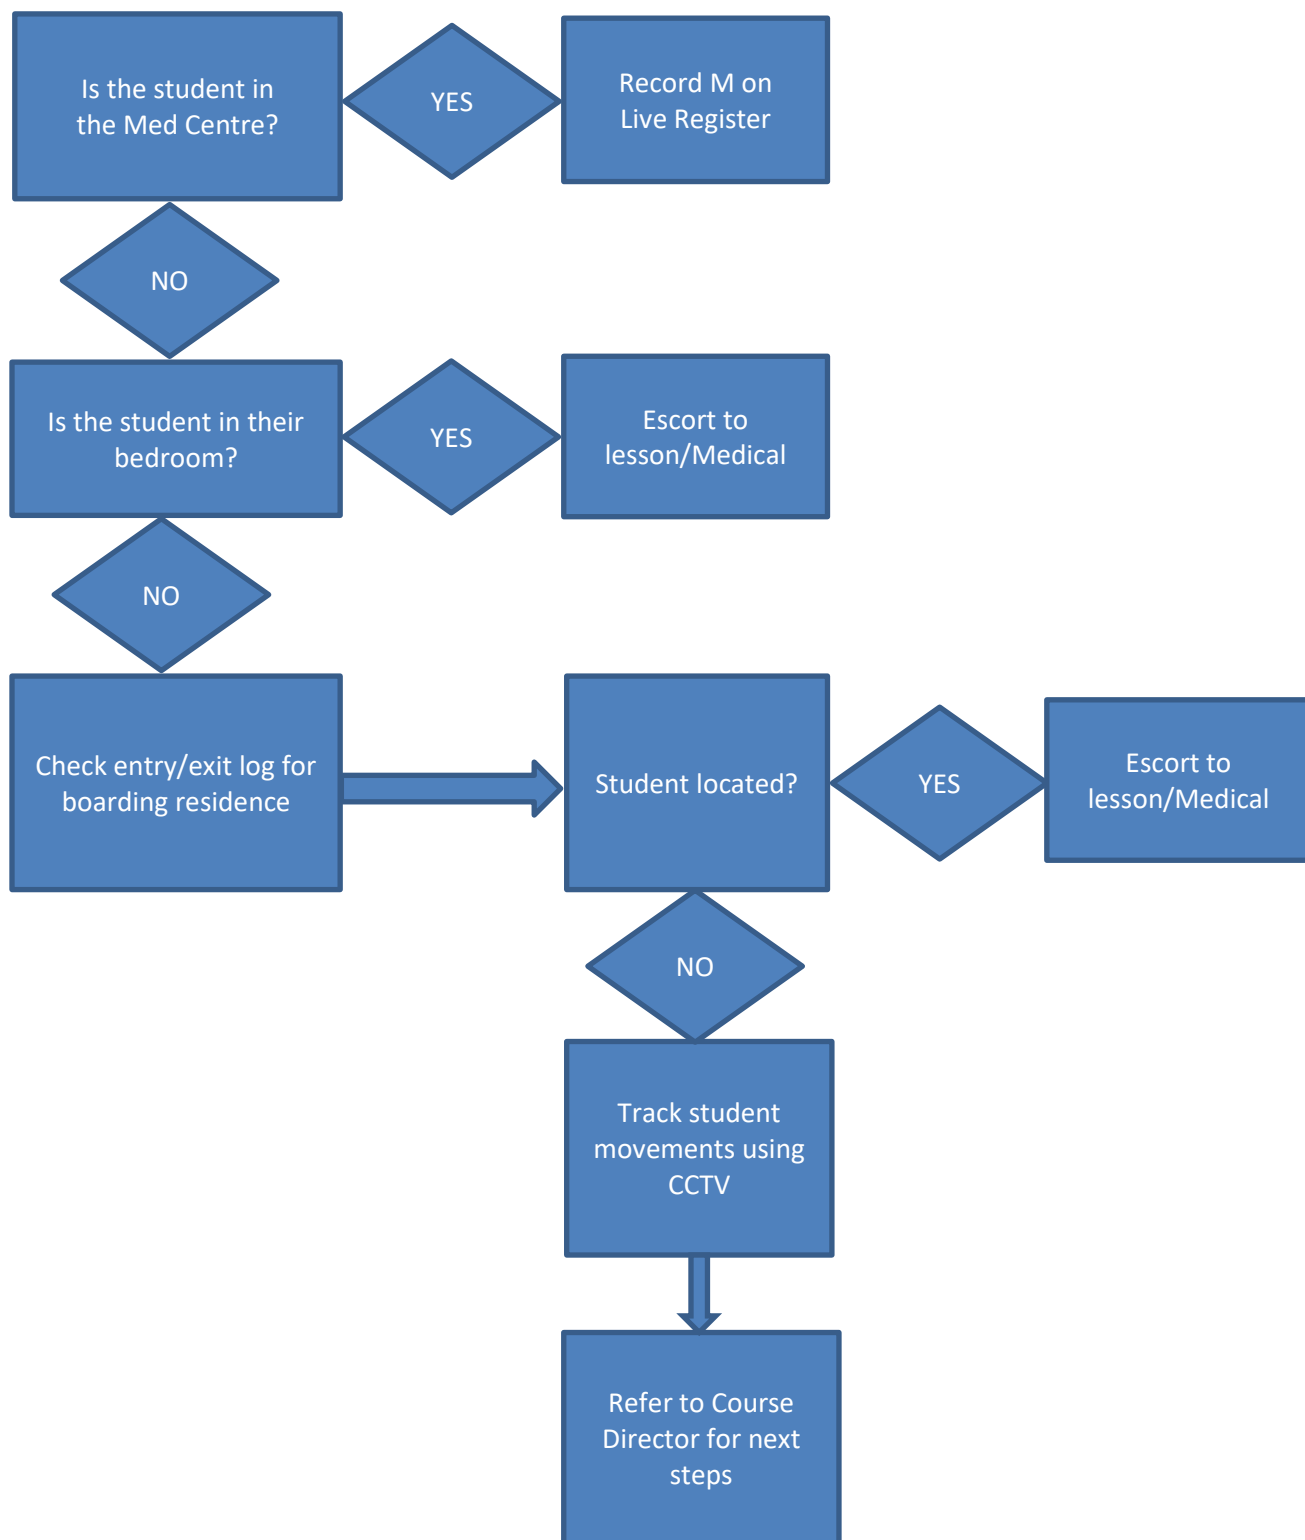 Is the student in
the Med Centre?
YES
Record M on
Live Register
NO
Is the student in their
bedroom?
YES
Escort to
lesson/Medical
NO
Check entry/exit log for
boarding residence
Student located?
YES
Escort to
lesson/Medical
NO
Track student
movements using
CCTV
Refer to Course
Director for next
steps